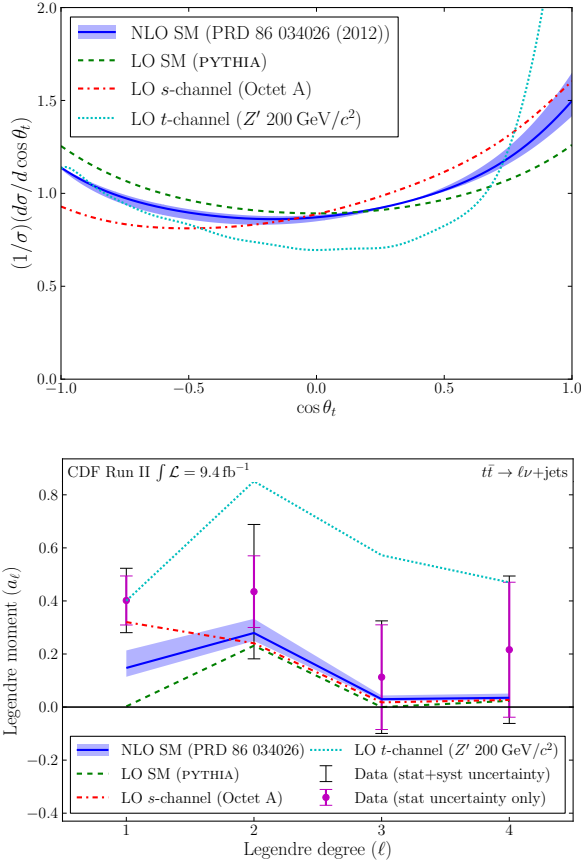 2.0
1.5
1.0
0.5
0.0
(1/σ)(dσ/d cos θ_t)
NLO SM (PRD 86 034026 (2012))
LO SM (PYTHIA)
LO s-channel (Octet A)
LO t-channel (Z′ 200 GeV/c²)
−1.0 −0.5 0.0 0.5 1.0
cos θ_t
CDF Run II ∫ℒ = 9.4 fb⁻¹
tt̄ → ℓν+jets
0.8
0.6
0.4
0.2
0.0
−0.2
−0.4
Legendre moment (a_ℓ)
NLO SM (PRD 86 034026)
LO SM (PYTHIA)
LO s-channel (Octet A)
LO t-channel (Z′ 200 GeV/c²)
Data (stat+syst uncertainty)
Data (stat uncertainty only)
1 2 3 4
Legendre degree (ℓ)